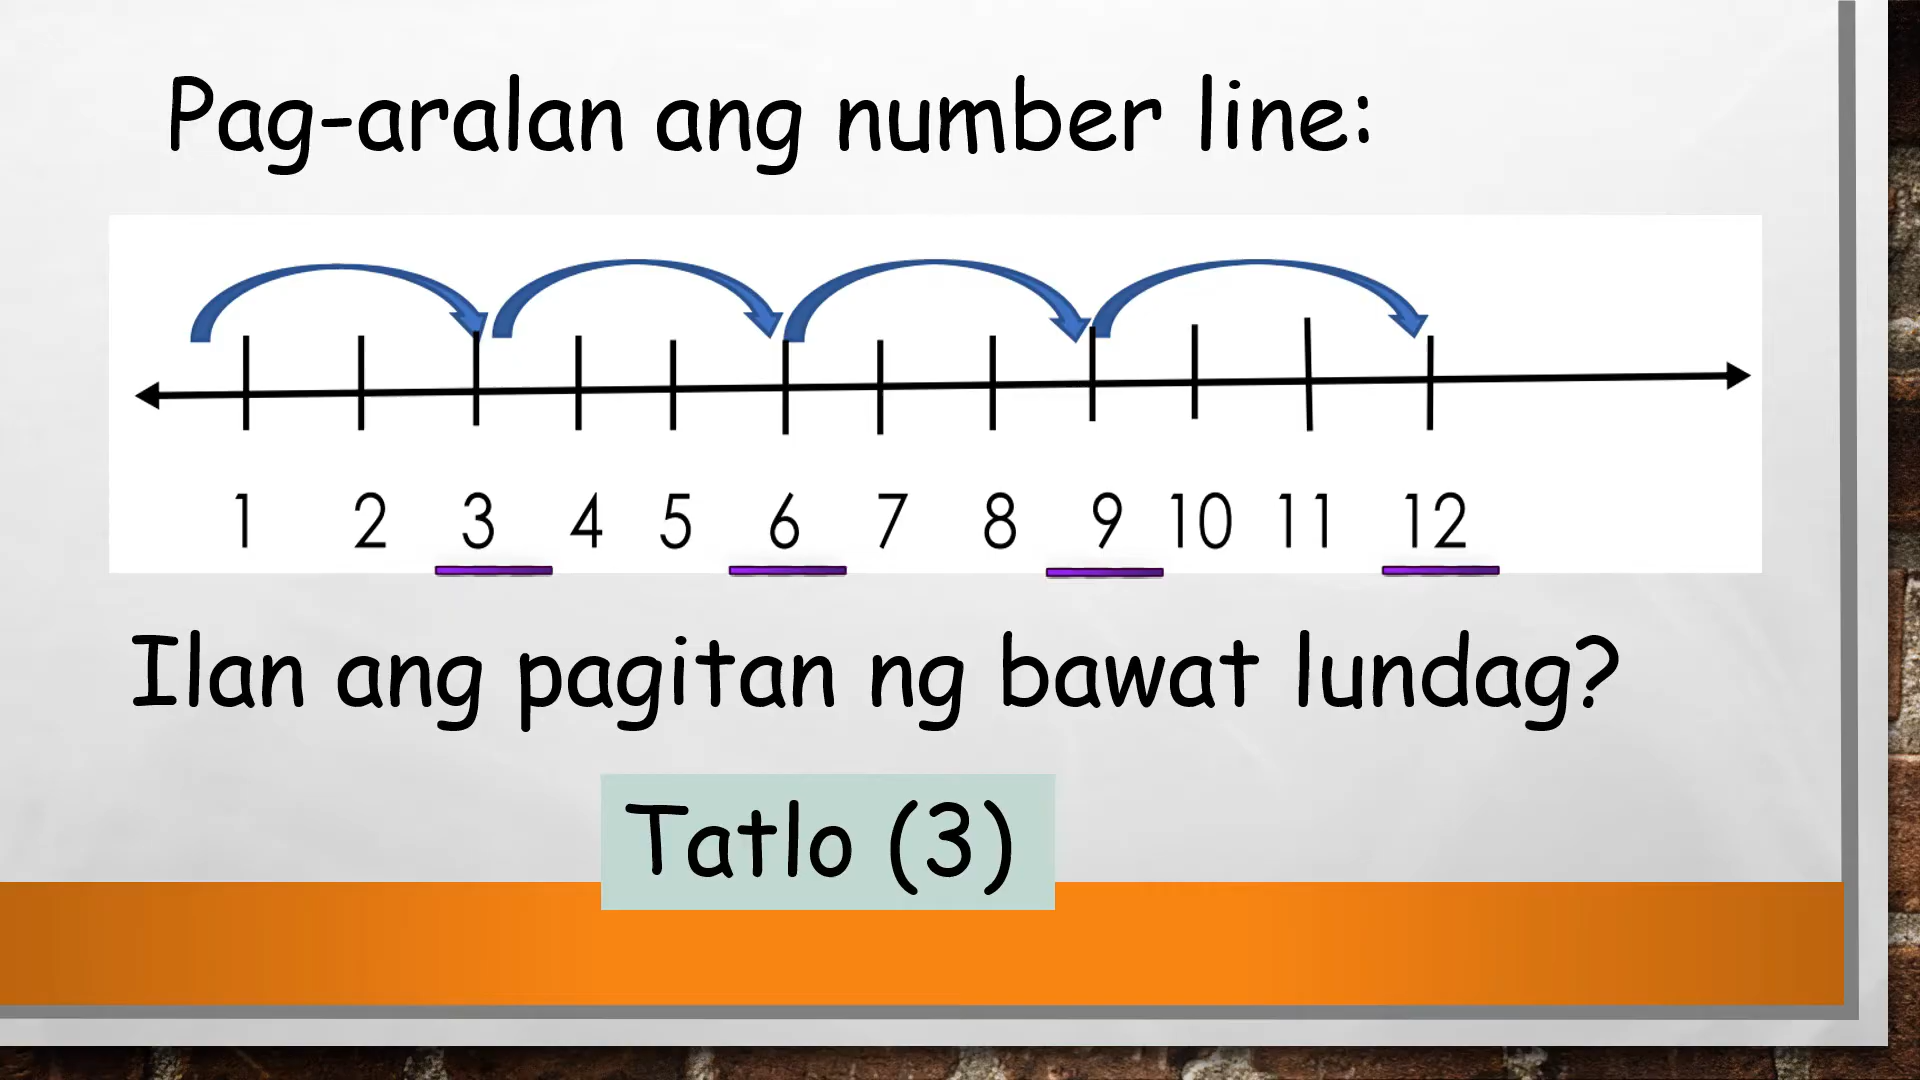 Pag-aralan ang number line:
1 2 3 4 5 6 7 8 9 10 11 12
Ilan ang pagitan ng bawat lundag?
Tatlo (3)